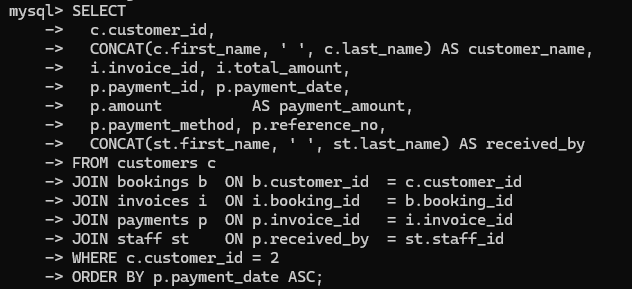 mysql> SELECT
    ->   c.customer_id,
    ->   CONCAT(c.first_name, ' ', c.last_name) AS customer_name,
    ->   i.invoice_id, i.total_amount,
    ->   p.payment_id, p.payment_date,
    ->   p.amount          AS payment_amount,
    ->   p.payment_method, p.reference_no,
    ->   CONCAT(st.first_name, ' ', st.last_name) AS received_by
    -> FROM customers c
    -> JOIN bookings b  ON b.customer_id  = c.customer_id
    -> JOIN invoices i  ON i.booking_id   = b.booking_id
    -> JOIN payments p  ON p.invoice_id   = i.invoice_id
    -> JOIN staff st    ON p.received_by  = st.staff_id
    -> WHERE c.customer_id = 2
    -> ORDER BY p.payment_date ASC;